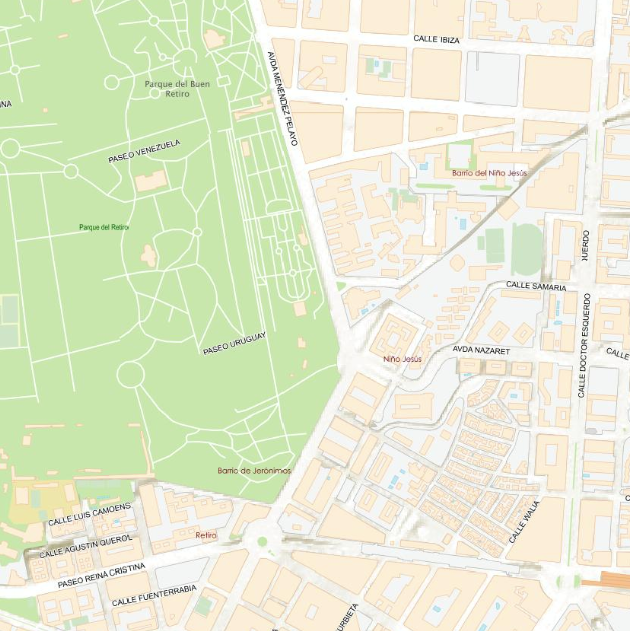 CALLE IBIZA
AVDA MENENDEZ PELAYO
Parque del Buen
Retiro
PASEO VENEZUELA
Barrio del Niño Jesús
Parque del Retiro
CALLE SAMARIA
CALLE DOCTOR ESQUERDO
PASEO URUGUAY
AVDA NAZARET
Niño Jesús
CALLE
Barrio de Jerónimos
CALLE LUIS CAMOENS
CALLE WALIA
Retiro
CALLE AGUSTIN QUEROL
PASEO REINA CRISTINA
CALLE FUENTERRABIA